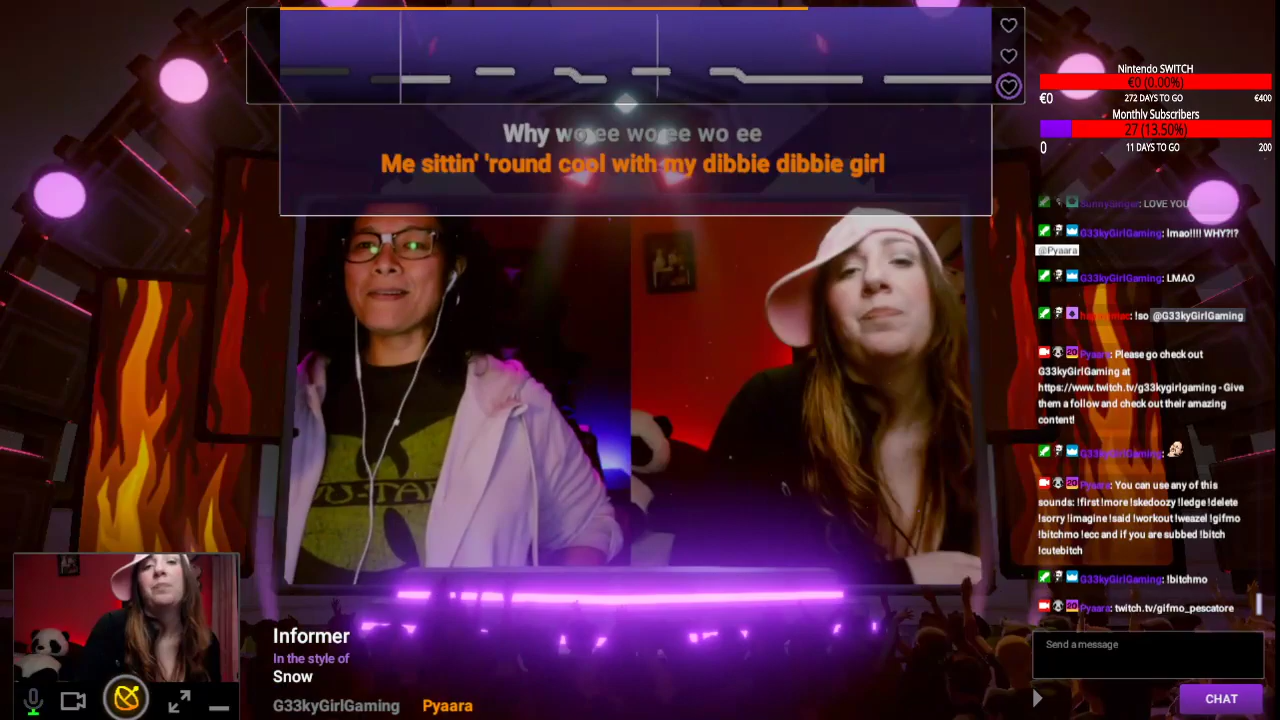 Why wo ee wo ee wo ee
Me sittin' 'round cool with my dibbie dibbie girl
Nintendo SWITCH
€0 (0.00%)
€0 272 DAYS TO GO €400
Monthly Subscribers
27 (13.50%)
0 11 DAYS TO GO 200
SunnySinger: LOVE YOU
G33kyGirlGaming: lmao!!!! WHY?!?
@Pyaara
G33kyGirlGaming: LMAO
!so @G33kyGirlGaming
Pyaara: Please go check out
G33kyGirlGaming at
https://www.twitch.tv/g33kygirlgaming - Give
them a follow and check out their amazing
content!
G33kyGirlGaming:
Pyaara: You can use any of this
sounds: !first !more !skedoozy !ledge !delete
!sorry !imagine !said !workout !weazel !gifmo
!bitchmo !ecc and if you are subbed !bitch
!cutebitch
G33kyGirlGaming: !bitchmo
Pyaara: twitch.tv/gifmo_pescatore
Send a message
CHAT
WU-TANG
Informer
In the style of
Snow
G33kyGirlGaming Pyaara